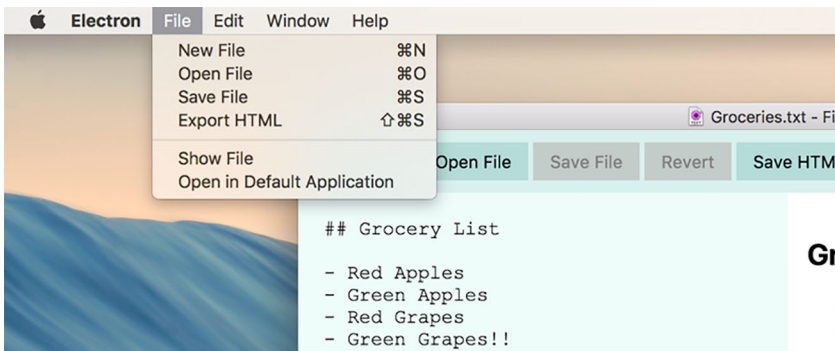 Electron File Edit Window Help
New File ⌘N
Open File ⌘O
Save File ⌘S
Export HTML ⇧⌘S
Show File
Open in Default Application
Groceries.txt - Fi
Open File Save File Revert Save HTM
## Grocery List
- Red Apples
- Green Apples
- Red Grapes
- Green Grapes!!
Gr